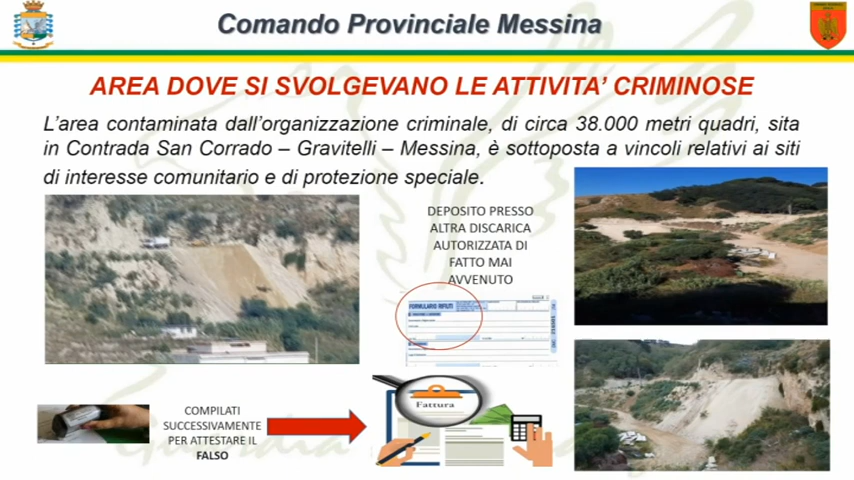 Comando Provinciale Messina
AREA DOVE SI SVOLGEVANO LE ATTIVITA’ CRIMINOSE
L’area contaminata dall’organizzazione criminale, di circa 38.000 metri quadri, sita
in Contrada San Corrado – Gravitelli – Messina, è sottoposta a vincoli relativi ai siti
di interesse comunitario e di protezione speciale.
DEPOSITO PRESSO
ALTRA DISCARICA
AUTORIZZATA DI
FATTO MAI
AVVENUTO
FORMULARIO RIFIUTI
Fattura
COMPILATI
SUCCESSIVAMENTE
PER ATTESTARE IL
FALSO
Guardia